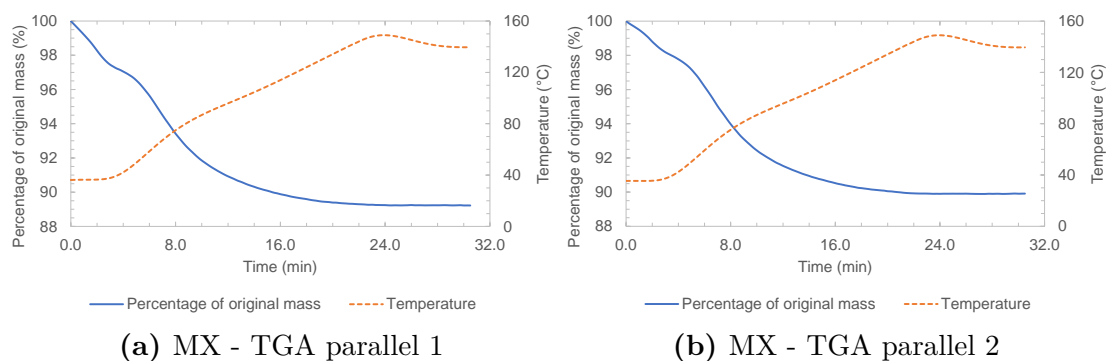 Percentage of original mass (%)
100
98
96
94
92
90
88
160
120
80
40
0
Temperature (°C)
0.0 8.0 16.0 24.0 32.0
Time (min)
Percentage of original mass Temperature
(a) MX - TGA parallel 1
Percentage of original mass (%)
100
98
96
94
92
90
88
160
120
80
40
0
Temperature (°C)
0.0 8.0 16.0 24.0 32.0
Time (min)
Percentage of original mass Temperature
(b) MX - TGA parallel 2